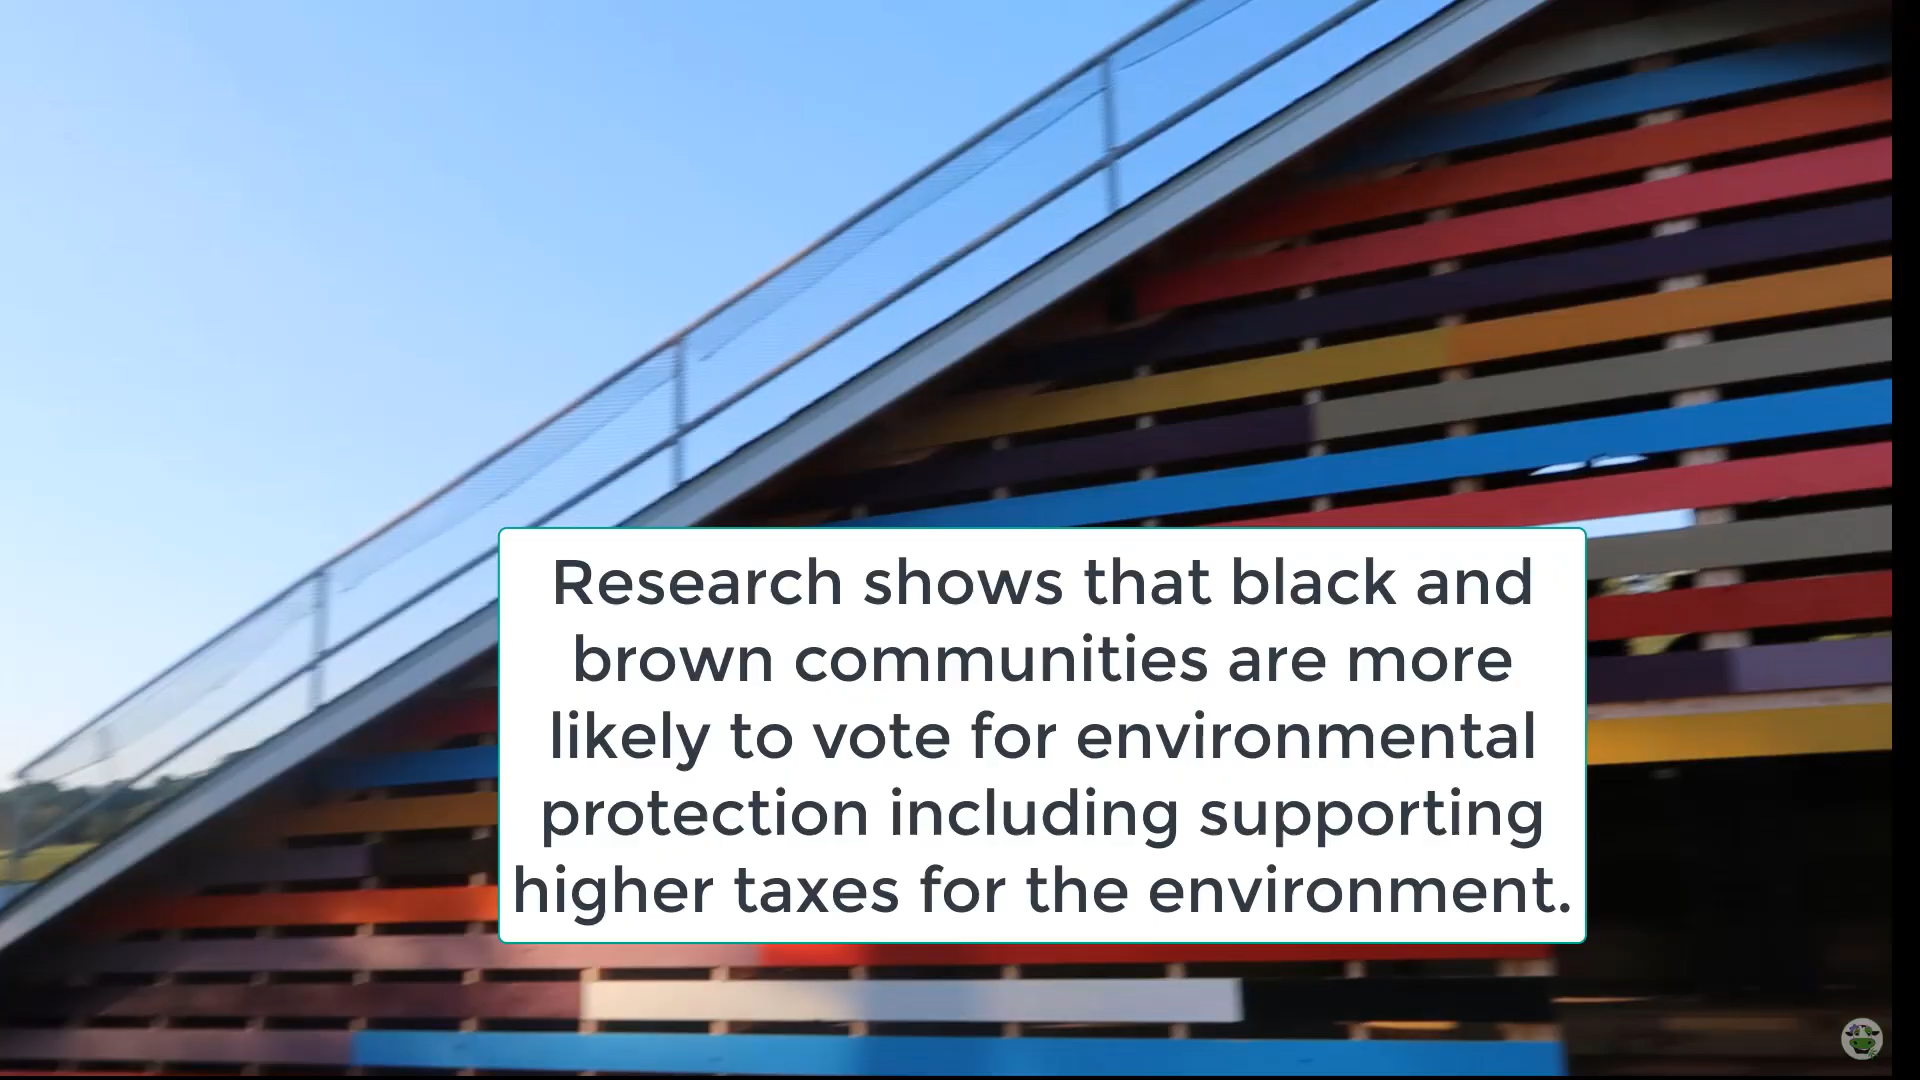 Research shows that black and
brown communities are more
likely to vote for environmental
protection including supporting
higher taxes for the environment.